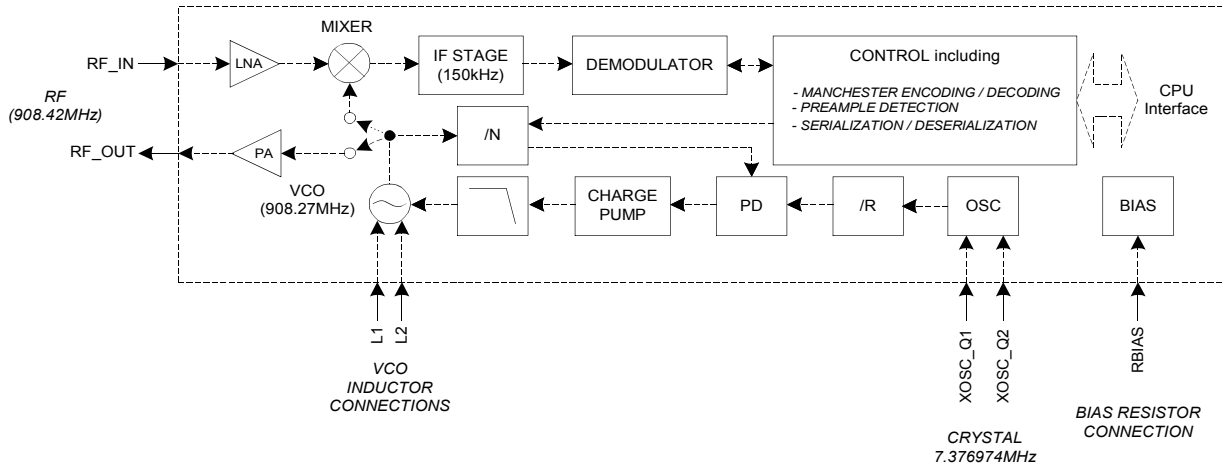 MIXER
RF_IN
LNA
IF STAGE
(150kHz)
DEMODULATOR
CONTROL including
- MANCHESTER ENCODING / DECODING
- PREAMPLE DETECTION
- SERIALIZATION / DESERIALIZATION
CPU
Interface
RF
(908.42MHz)
/N
RF_OUT
PA
VCO
(908.27MHz)
CHARGE
PUMP
PD
/R
OSC
BIAS
L1
L2
XOSC_Q1
XOSC_Q2
RBIAS
VCO
INDUCTOR
CONNECTIONS
CRYSTAL
7.376974MHz
BIAS RESISTOR
CONNECTION